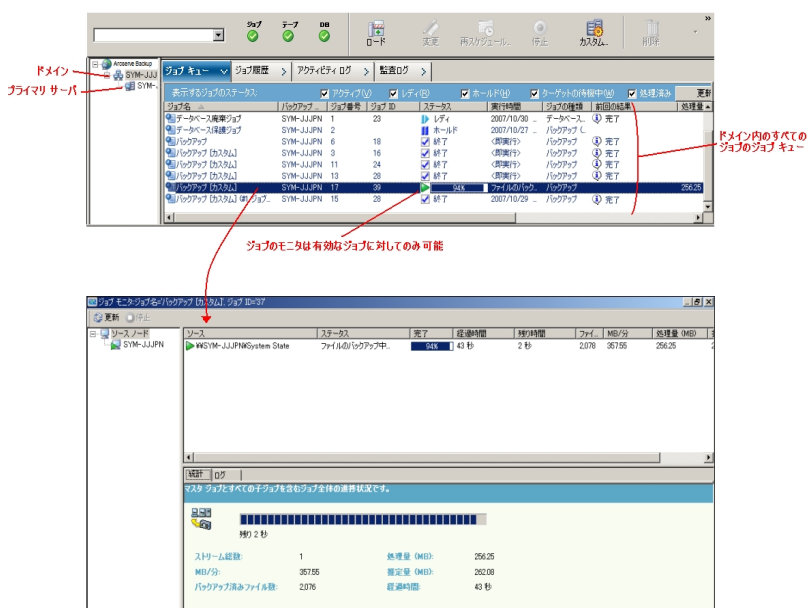 ジョブ テープ DB
ロード 変更 再スケジュール.. 停止 カスタム.. 削除 »
Arcserve Backup
ドメイン
SYM-JJJ
プライマリ サーバ
SYM-
ジョブ キュー ジョブ履歴 アクティビティ ログ 監査ログ
表示するジョブのステータス: アクティブ(V) レディ(R) ホールド(H) ターゲットの待機中(W) 処理済み 更新
ジョブ名 バックアップ ... ジョブ番号 ジョブ ID ステータス 実行時間 ジョブの種類 前回の結果 処理量
データベース廃棄ジョブ SYM-JJJPN 1 23 レディ 2007/10/30 ... データベース.. 完了
データベース保護ジョブ SYM-JJJPN 2 ホールド 2007/10/27 ... バックアップ (..
バックアップ SYM-JJJPN 6 18 終了 <即実行> バックアップ 完了
バックアップ [カスタム] SYM-JJJPN 3 16 終了 <即実行> バックアップ 完了
バックアップ [カスタム] SYM-JJJPN 11 24 終了 <即実行> バックアップ 完了
バックアップ [カスタム] SYM-JJJPN 13 28 終了 <即実行> バックアップ 完了
バックアップ [カスタム] SYM-JJJPN 17 39 94% ファイルのバック.. バックアップ 256.25
バックアップ [カスタム] (#1 ジョブ.. SYM-JJJPN 15 28 終了 2007/10/29 ... バックアップ 完了
ドメイン内のすべての
ジョブのジョブ キュー
ジョブのモニタは有効なジョブに対してのみ可能
ジョブ モニタ:ジョブ名='バックアップ [カスタム]'. ジョブ ID='37'
更新 停止
ソース ノード
SYM-JJJPN
ソース ステータス 完了 経過時間 残り時間 ファイ... MB/分 処理量 (MB)
¥¥SYM-JJJPN¥System State ファイルのバックアップ中.. 94% 43 秒 2 秒 2,078 357.55 256.25
統計 ログ
マスタ ジョブとすべての子ジョブを含むジョブ全体の進捗状況です。
残り 2 秒
ストリーム総数: 1 処理量 (MB): 256.25
MB/分: 357.55 推定量 (MB): 262.08
バックアップ済みファイル数: 2,076 経過時間: 43 秒